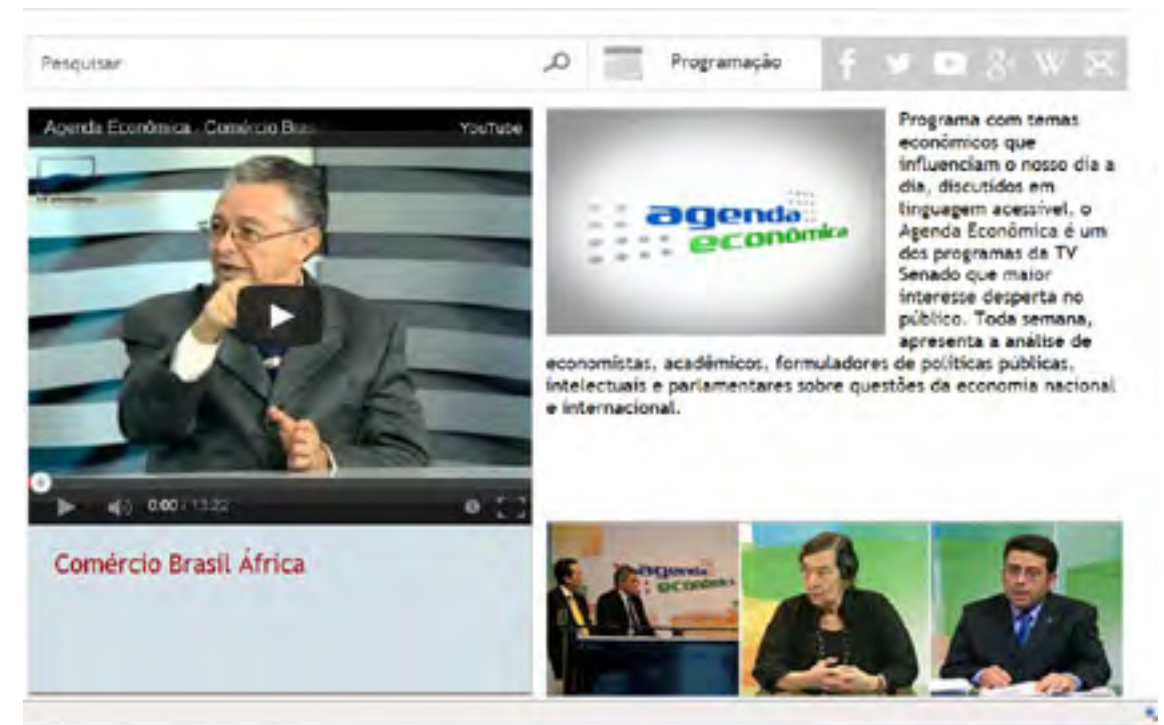 Pesquisar
Programação
Agenda Econômica - Comércio Bras
YouTube
0:00 / 13:22
Comércio Brasil África
agenda
econômica
Programa com temas
econômicos que
influenciam o nosso dia a
dia, discutidos em
linguagem acessível, o
Agenda Econômica é um
dos programas da TV
Senado que maior
interesse desperta no
público. Toda semana,
apresenta a análise de
economistas, acadêmicos, formuladores de políticas públicas,
intelectuais e parlamentares sobre questões da economia nacional
e internacional.
agenda